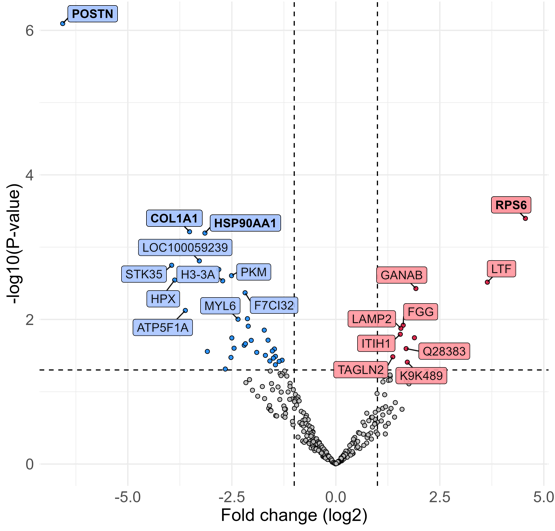 POSTN
6
-log10(P-value)
4
RPS6
COL1A1
HSP90AA1
LOC100059239
STK35
H3-3A
PKM
GANAB
LTF
HPX
MYL6
F7CI32
ATP5F1A
LAMP2
FGG
2
ITIH1
Q28383
TAGLN2
K9K489
0
-5.0
-2.5
0.0
2.5
5.0
Fold change (log2)